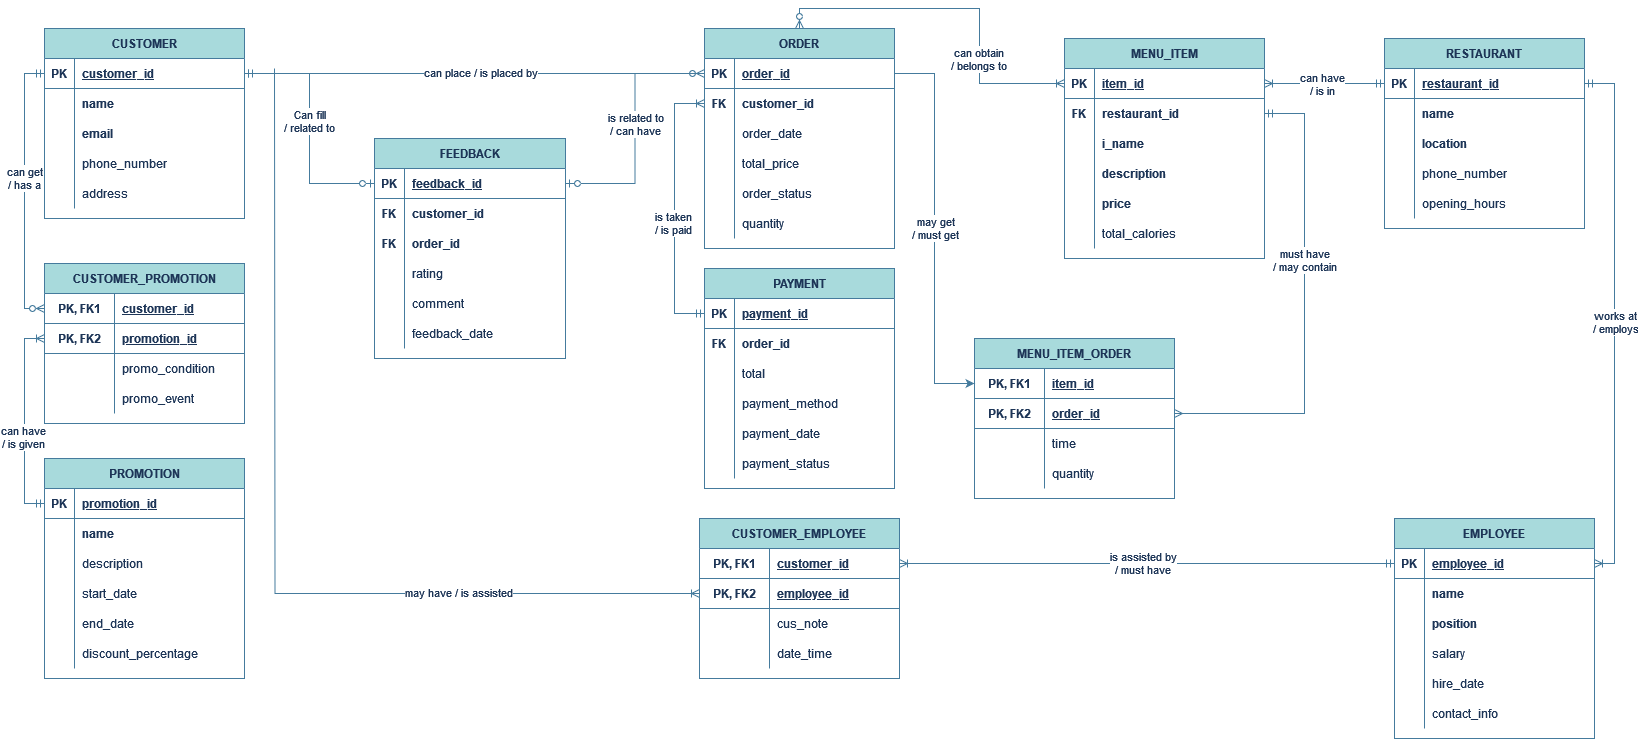 CUSTOMER
PK customer_id
name
email
phone_number
address
can get
/ has a
CUSTOMER_PROMOTION
PK, FK1 customer_id
PK, FK2 promotion_id
promo_condition
promo_event
can have
/ is given
PROMOTION
PK promotion_id
name
description
start_date
end_date
discount_percentage
can place / is placed by
Can fill
/ related to
is related to
/ can have
FEEDBACK
PK feedback_id
FK customer_id
FK order_id
rating
comment
feedback_date
ORDER
PK order_id
FK customer_id
order_date
total_price
order_status
quantity
is taken
/ is paid
PAYMENT
PK payment_id
FK order_id
total
payment_method
payment_date
payment_status
may have / is assisted
CUSTOMER_EMPLOYEE
PK, FK1 customer_id
PK, FK2 employee_id
cus_note
date_time
can obtain
/ belongs to
may get
/ must get
MENU_ITEM
PK item_id
FK restaurant_id
i_name
description
price
total_calories
must have
/ may contain
MENU_ITEM_ORDER
PK, FK1 item_id
PK, FK2 order_id
time
quantity
can have
/ is in
RESTAURANT
PK restaurant_id
name
location
phone_number
opening_hours
works at
/ employs
is assisted by
/ must have
EMPLOYEE
PK employee_id
name
position
salary
hire_date
contact_info